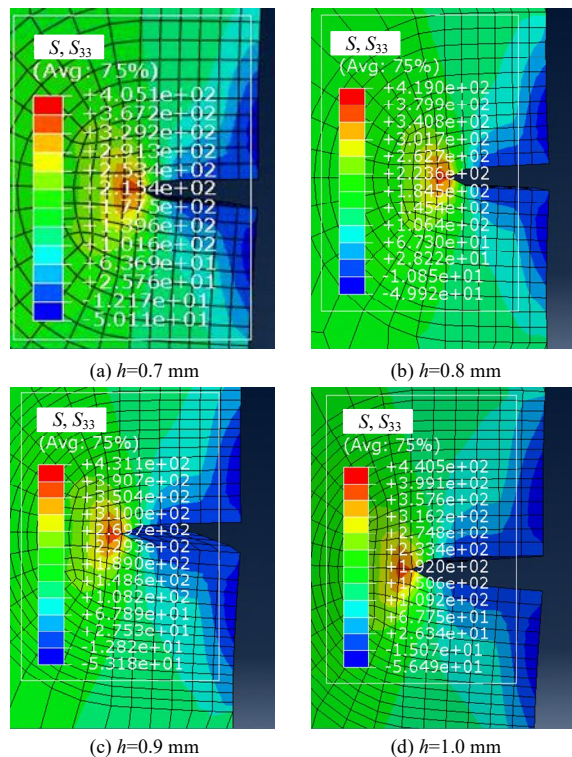 S, S33
(Avg: 75%)
+4.051e+02
+3.672e+02
+3.292e+02
+2.913e+02
+2.534e+02
+2.154e+02
+1.775e+02
+1.396e+02
+1.016e+02
+6.369e+01
+2.576e+01
-1.217e+01
-5.011e+01
(a) h=0.7 mm
S, S33
(Avg: 75%)
+4.190e+02
+3.799e+02
+3.408e+02
+3.017e+02
+2.627e+02
+2.236e+02
+1.845e+02
+1.454e+02
+1.064e+02
+6.730e+01
+2.822e+01
-1.085e+01
-4.992e+01
(b) h=0.8 mm
S, S33
(Avg: 75%)
+4.311e+02
+3.907e+02
+3.504e+02
+3.100e+02
+2.697e+02
+2.293e+02
+1.890e+02
+1.486e+02
+1.082e+02
+6.789e+01
+2.753e+01
-1.282e+01
-5.318e+01
(c) h=0.9 mm
S, S33
(Avg: 75%)
+4.405e+02
+3.991e+02
+3.576e+02
+3.162e+02
+2.748e+02
+2.334e+02
+1.920e+02
+1.506e+02
+1.092e+02
+6.775e+01
+2.634e+01
-1.507e+01
-5.649e+01
(d) h=1.0 mm